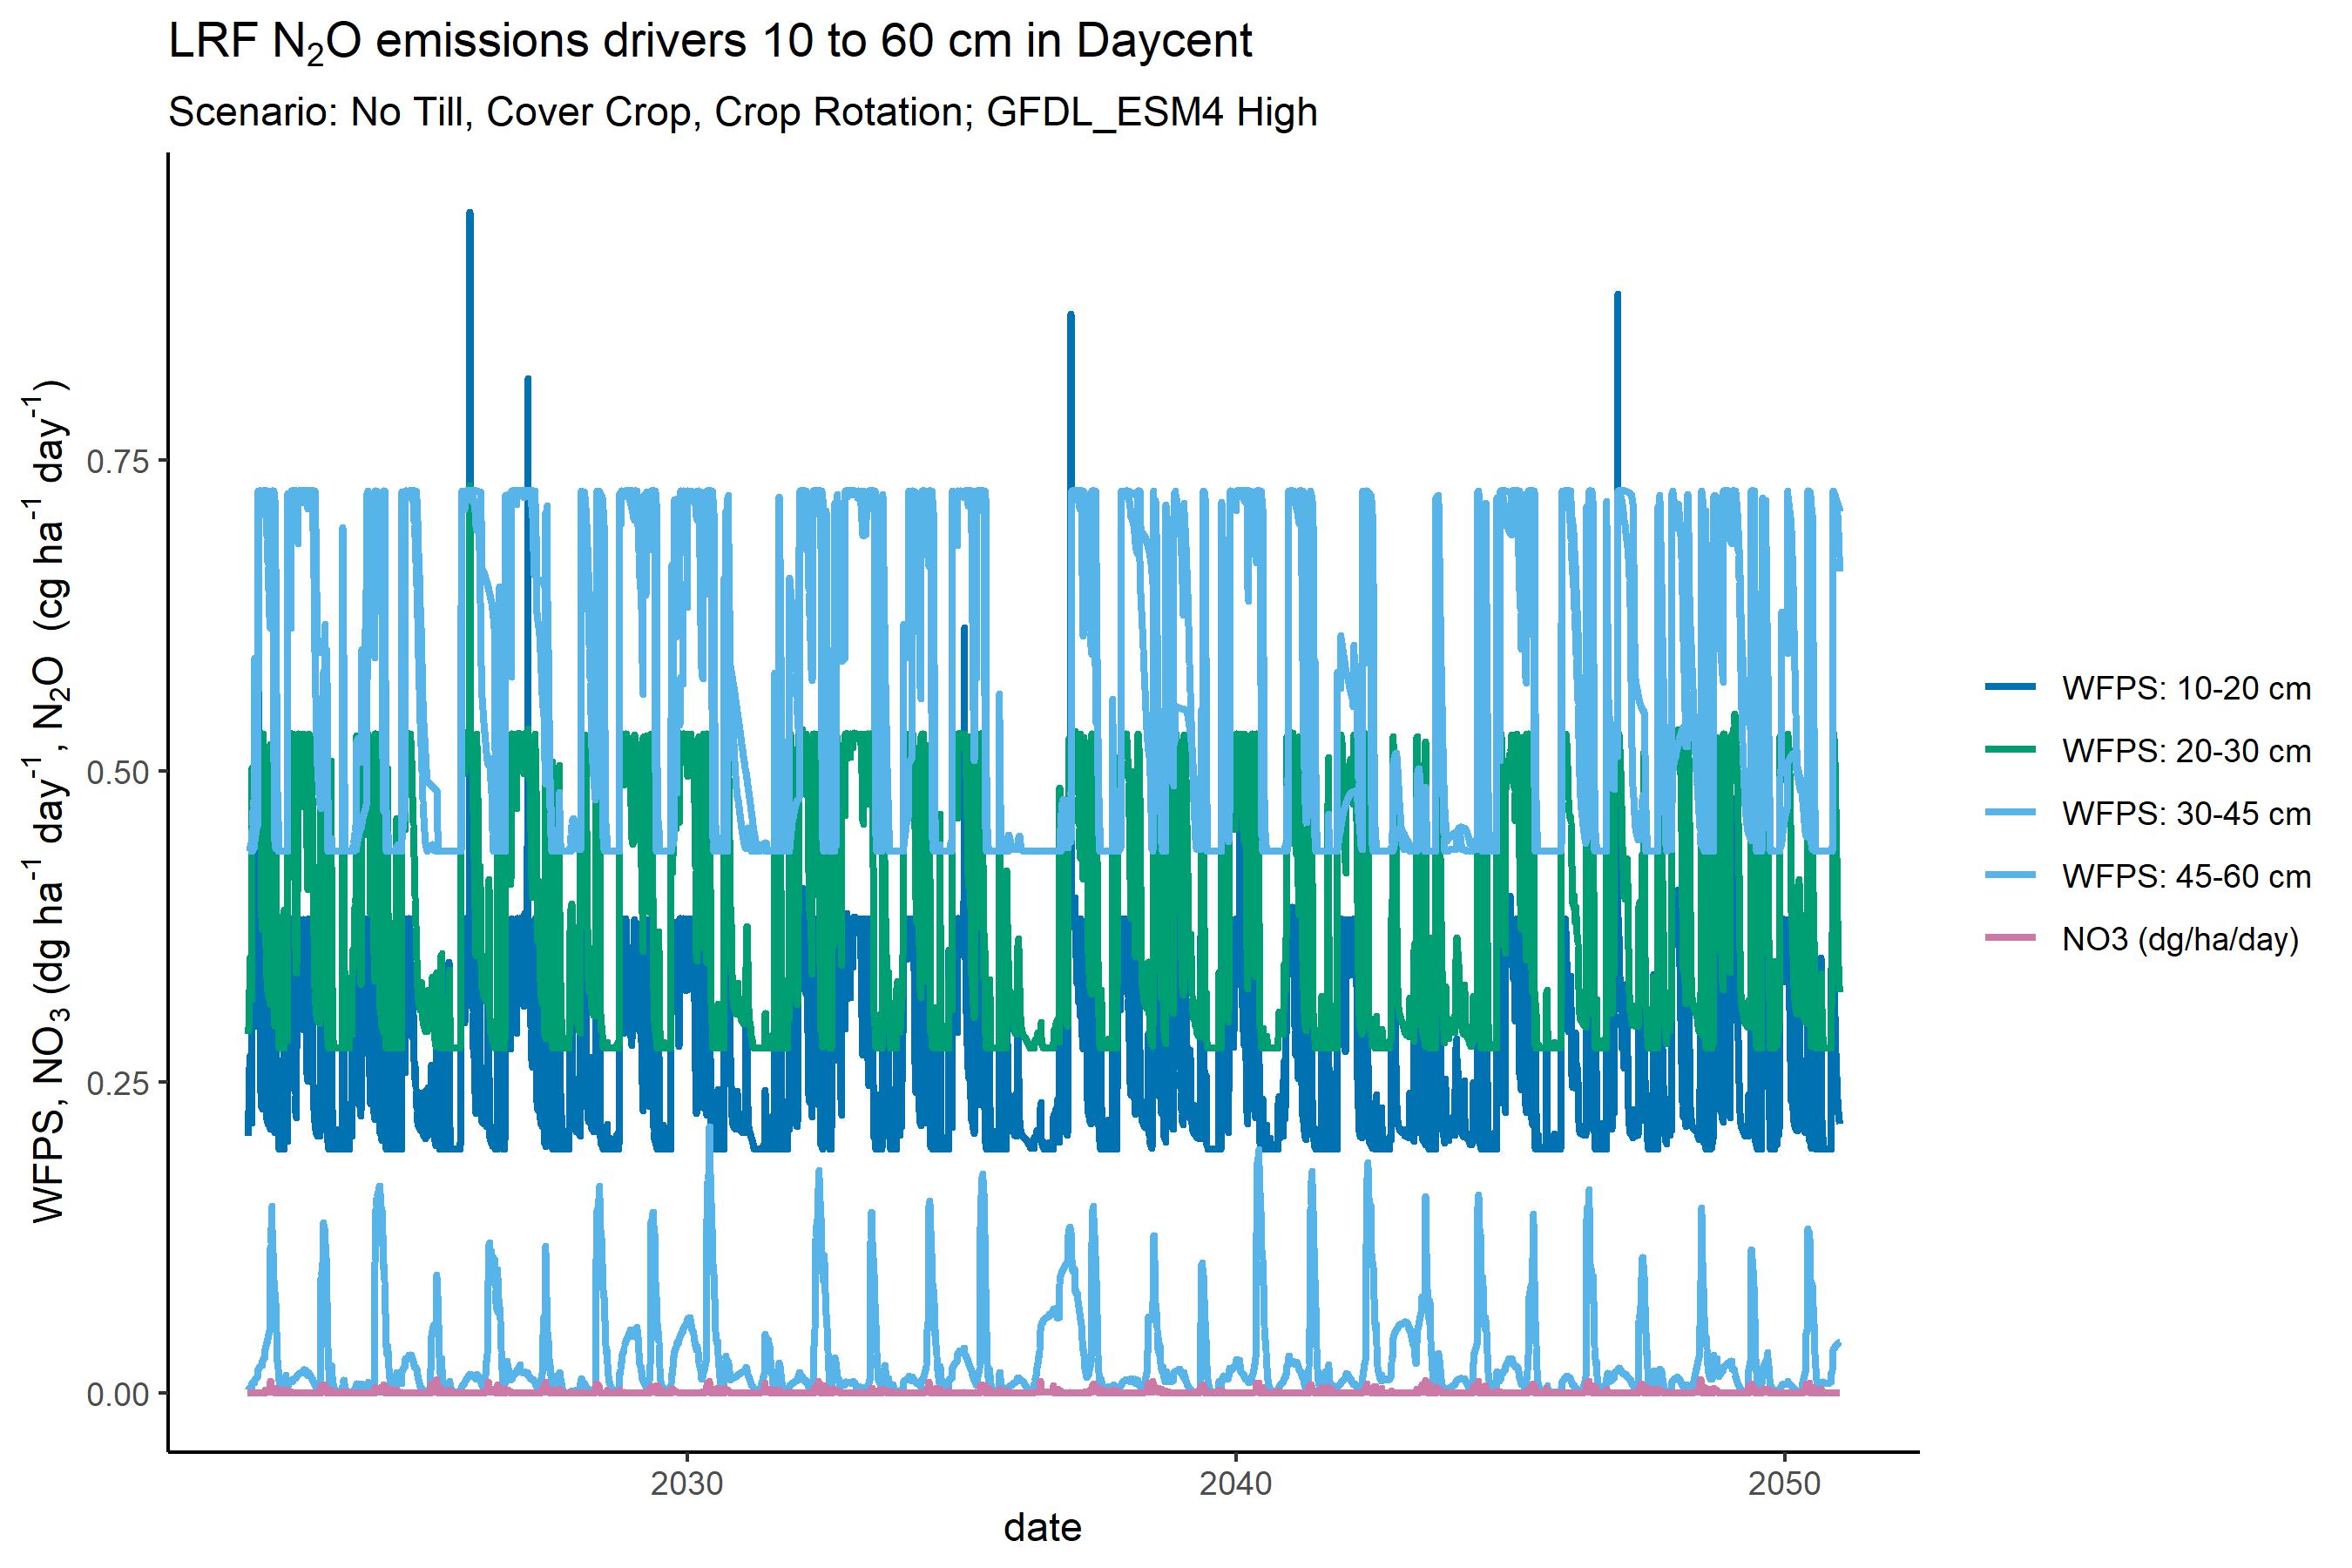 LRF N₂O emissions drivers 10 to 60 cm in Daycent
Scenario: No Till, Cover Crop, Crop Rotation; GFDL_ESM4 High
WFPS, NO₃ (dg ha⁻¹ day⁻¹, N₂O (cg ha⁻¹ day⁻¹)
0.75
0.50
0.25
0.00
2030
2040
2050
date
WFPS: 10-20 cm
WFPS: 20-30 cm
WFPS: 30-45 cm
WFPS: 45-60 cm
NO3 (dg/ha/day)